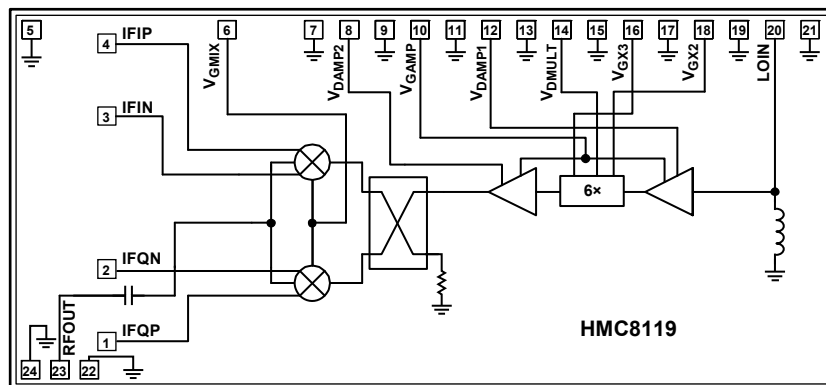 5
4
IFIP
6
7
8
9
10
11
12
13
14
15
16
17
18
19
20
21
3
IFIN
VGMIX
VDAMP2
VGAMP
VDAMP1
VDMULT
VGX3
VGX2
LOIN
6×
2
IFQN
RFOUT
1
IFQP
HMC8119
24
23
22